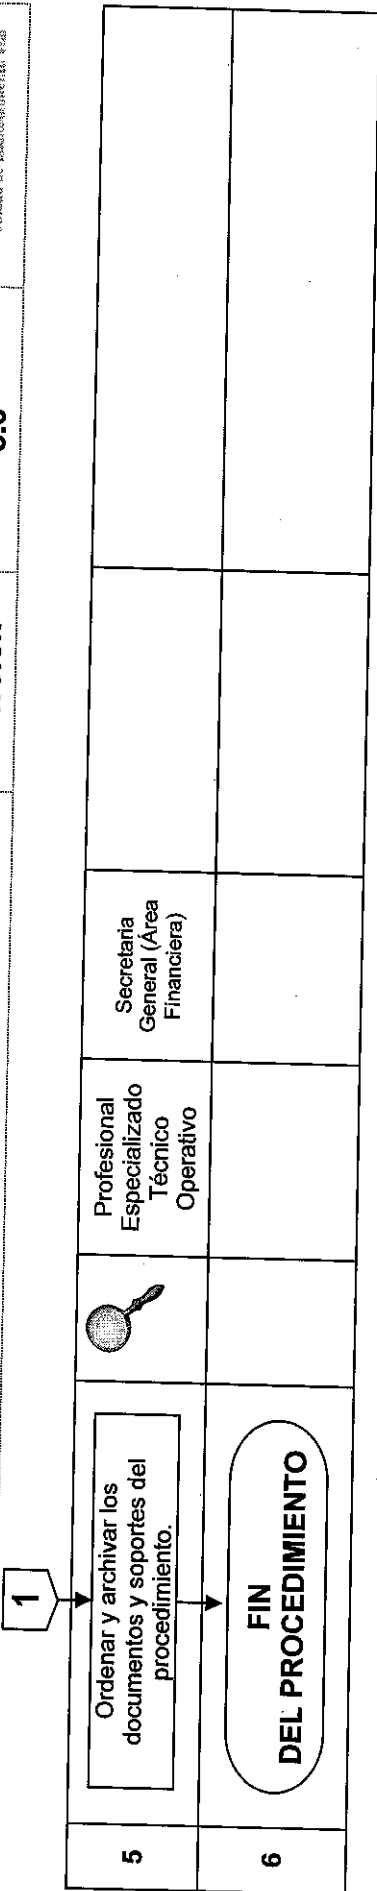 1
5
Ordenar y archivar los
documentos y soportes del
procedimiento.
Profesional
Especializado
Técnico
Operativo
Secretaria
General (Área
Financiera)
6
FIN
DEL PROCEDIMIENTO